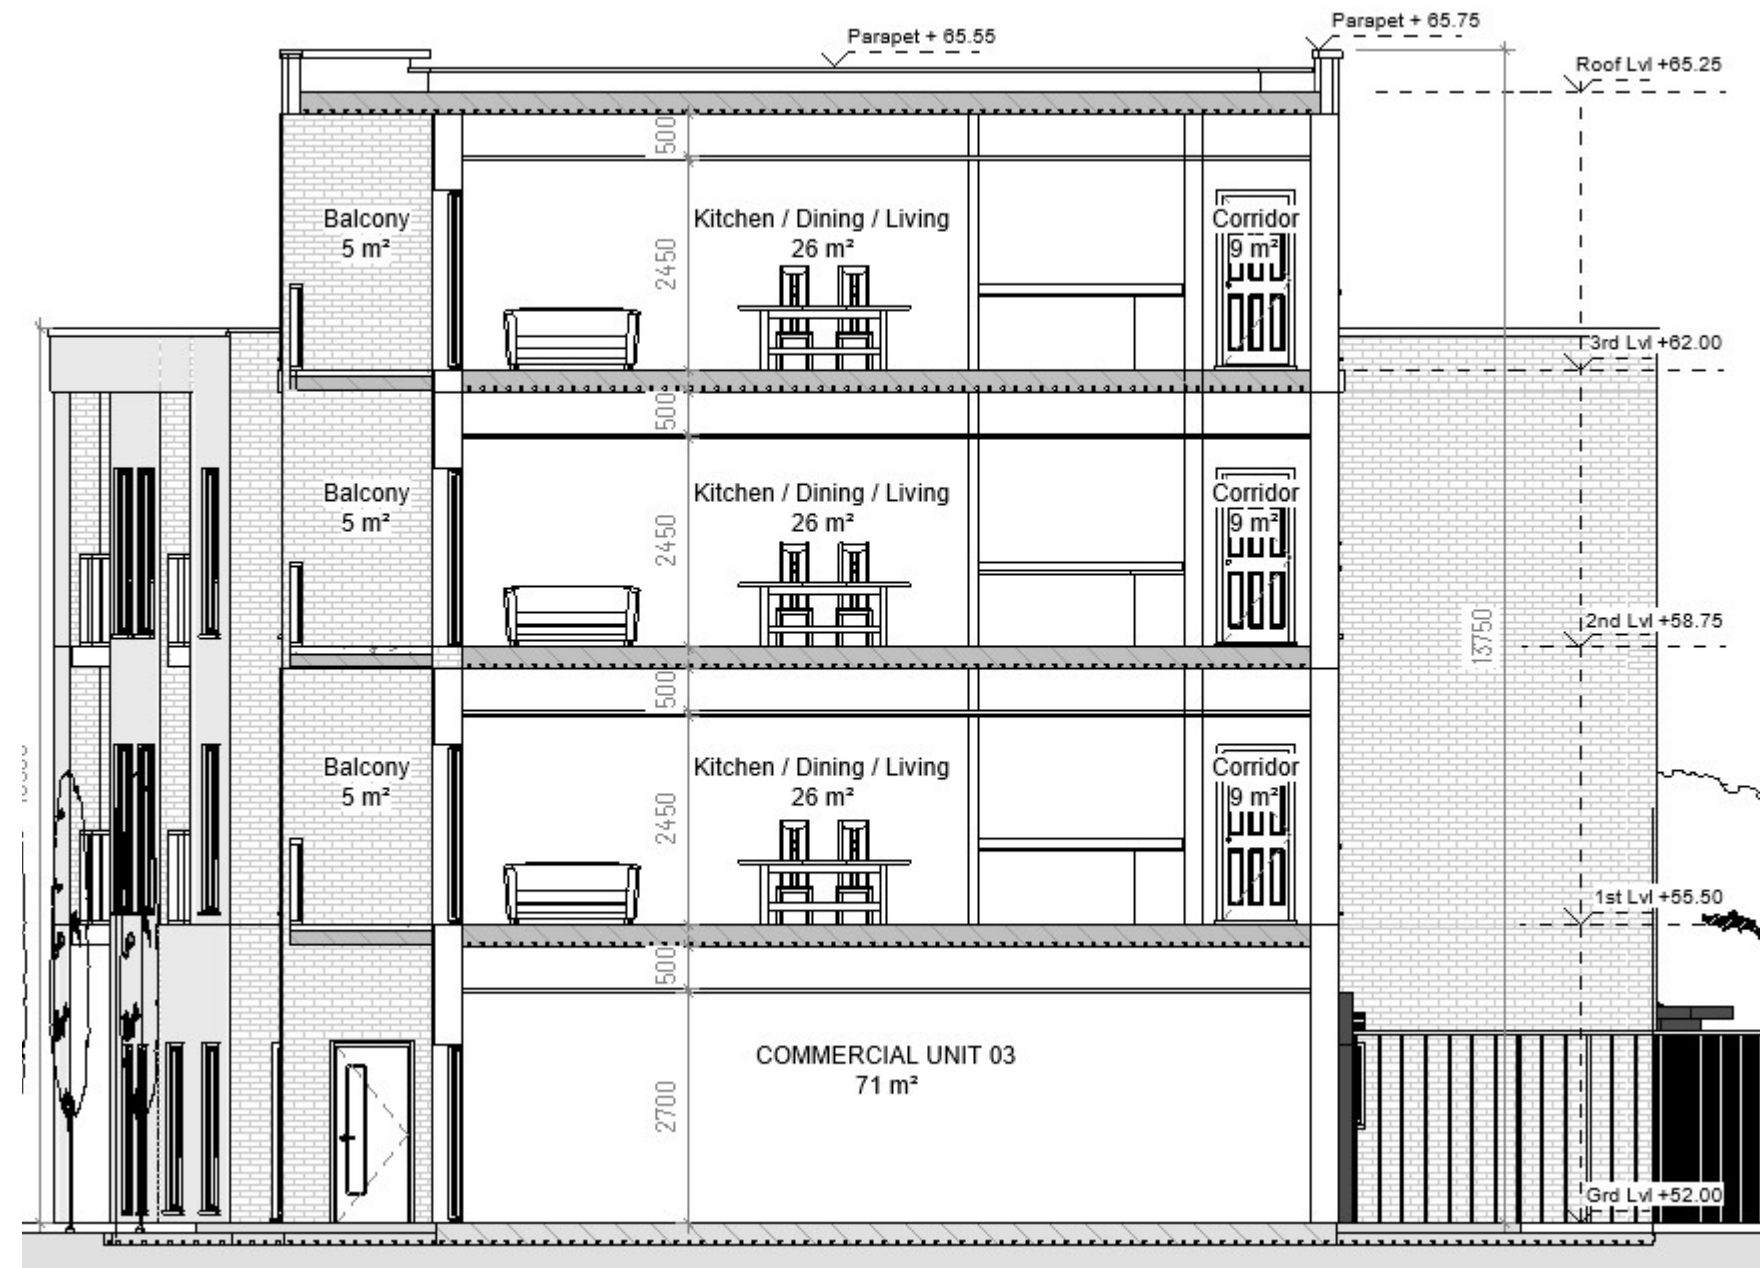 Parapet + 65.75
Parapet + 65.55
Roof Lvl +65.25
500
Balcony
5 m²
2450
Kitchen / Dining / Living
26 m²
Corridor
9 m²
3rd Lvl +62.00
500
Balcony
5 m²
2450
Kitchen / Dining / Living
26 m²
Corridor
9 m²
13750
2nd Lvl +58.75
500
Balcony
5 m²
2450
Kitchen / Dining / Living
26 m²
Corridor
9 m²
1st Lvl +55.50
500
COMMERCIAL UNIT 03
71 m²
2700
Grd Lvl +52.00